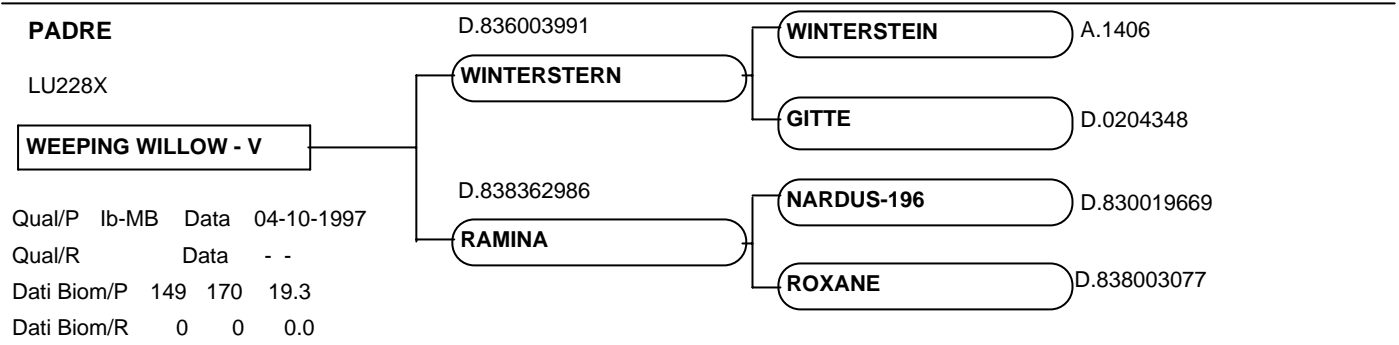 PADRE
LU228X
WEEPING WILLOW - V
Qual/P Ib-MB Data 04-10-1997
Qual/R Data - -
Dati Biom/P 149 170 19.3
Dati Biom/R 0 0 0.0
D.836003991
WINTERSTERN
D.838362986
RAMINA
WINTERSTEIN A.1406
GITTE D.0204348
NARDUS-196 D.830019669
ROXANE D.838003077